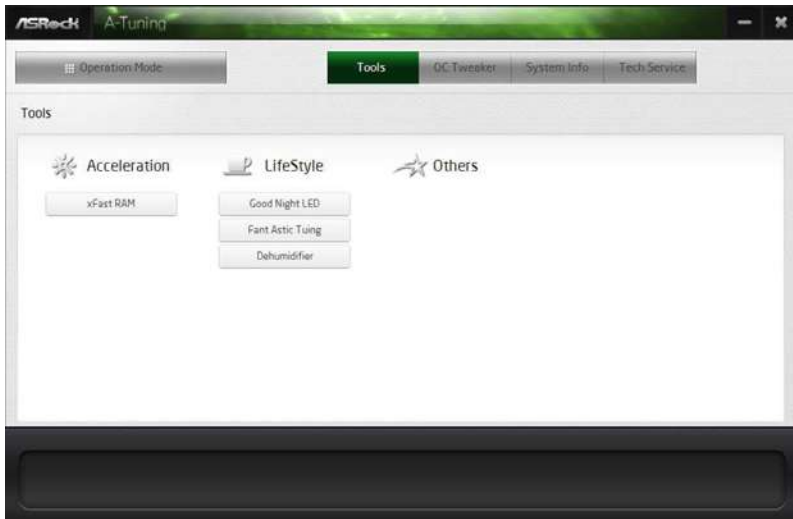 ASRock A-Tuning
Operation Mode Tools OC Tweaker System Info Tech Service
Tools
Acceleration LifeStyle Others
xFast RAM Good Night LED
Fant Astic Tuing
Dehumidifier